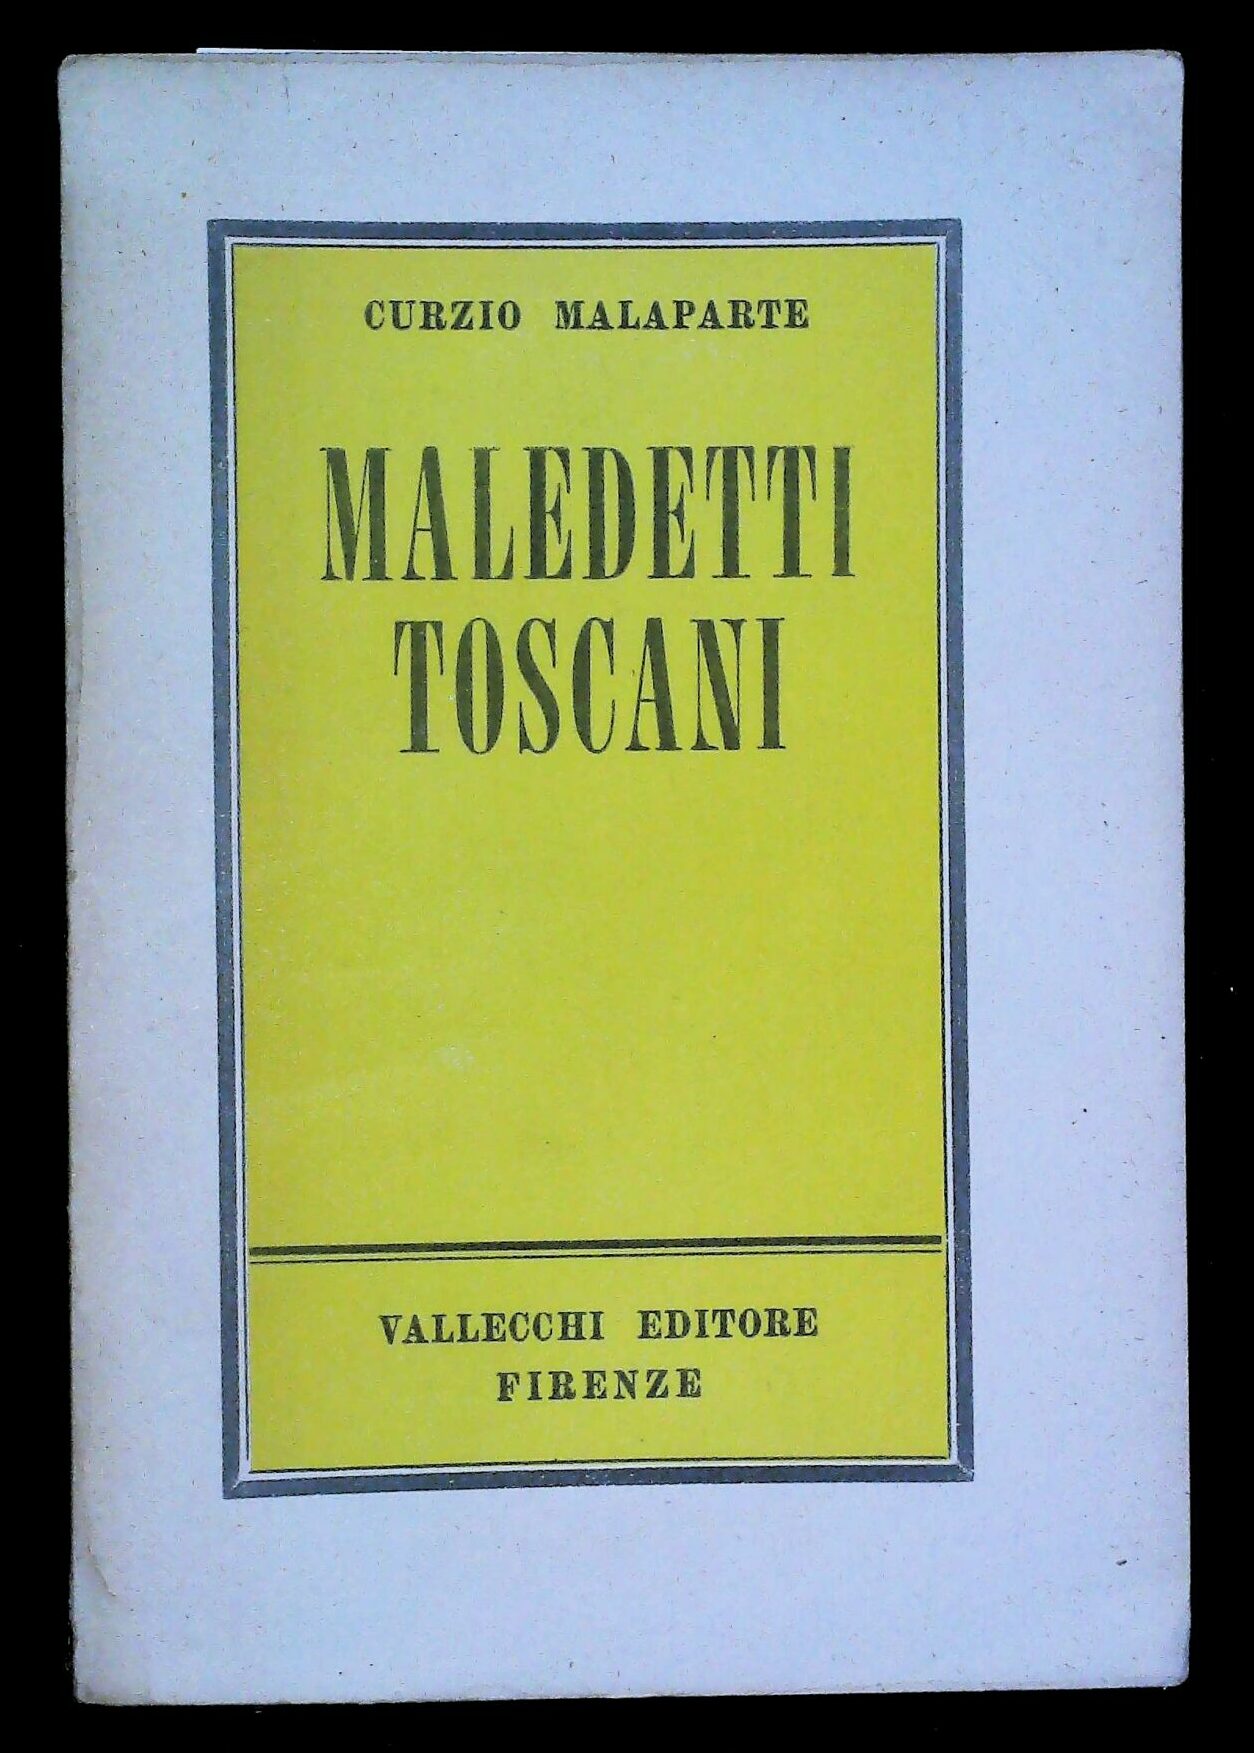 CURZIO MALAPARTE
MALEDETTI
TOSCANI
VALLECCHI EDITORE
FIRENZE